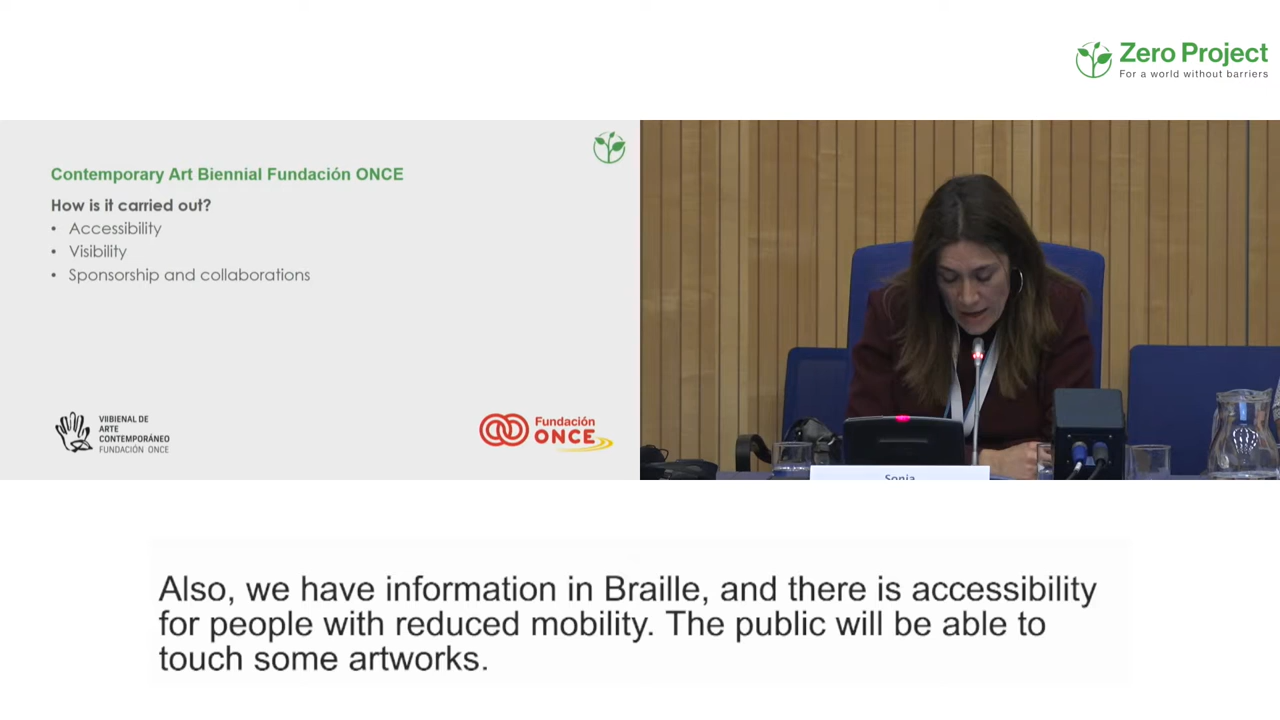 Zero Project
For a world without barriers
Contemporary Art Biennial Fundación ONCE
How is it carried out?
• Accessibility
• Visibility
• Sponsorship and collaborations
VIIBIENAL DE
ARTE
CONTEMPORÁNEO
FUNDACIÓN ONCE
Fundación
ONCE
Sonia
Also, we have information in Braille, and there is accessibility
for people with reduced mobility. The public will be able to
touch some artworks.